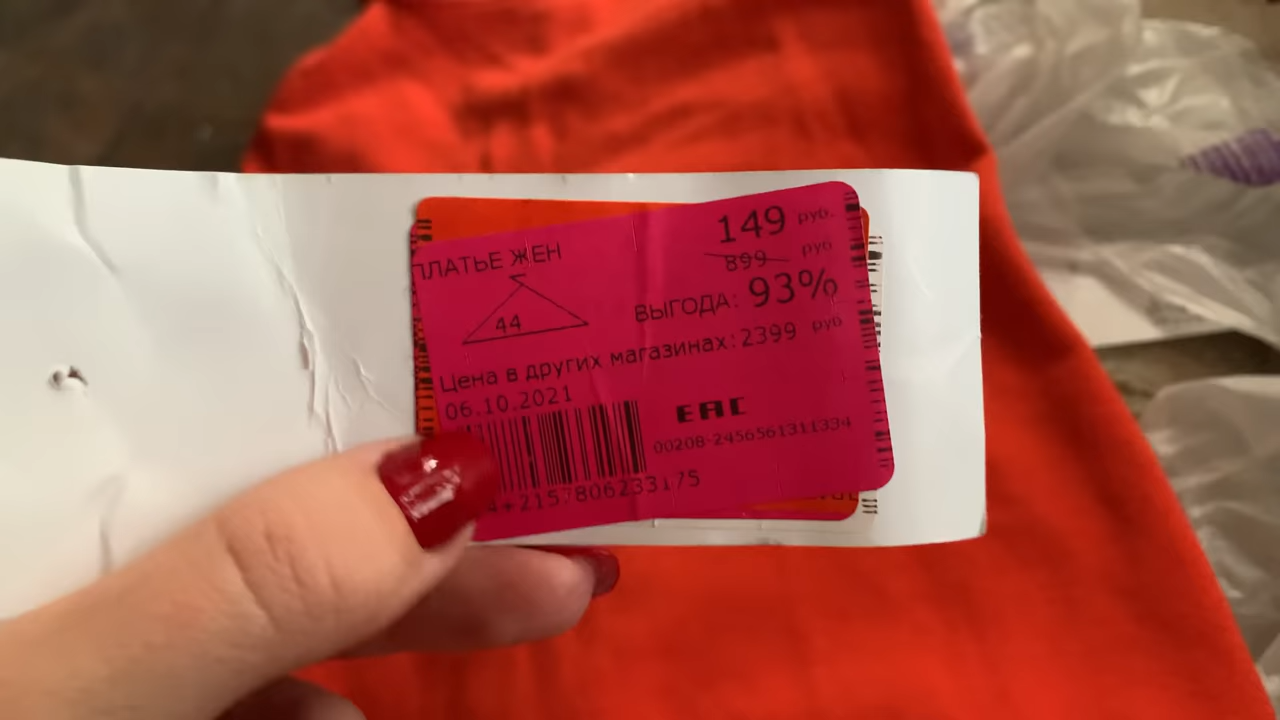 149 руб.
ПЛАТЬЕ ЖЕН
899 руб
44
ВЫГОДА: 93%
Цена в других магазинах: 2399 руб
06.10.2021
EAC
00208-2456561311334
4+2157806233175